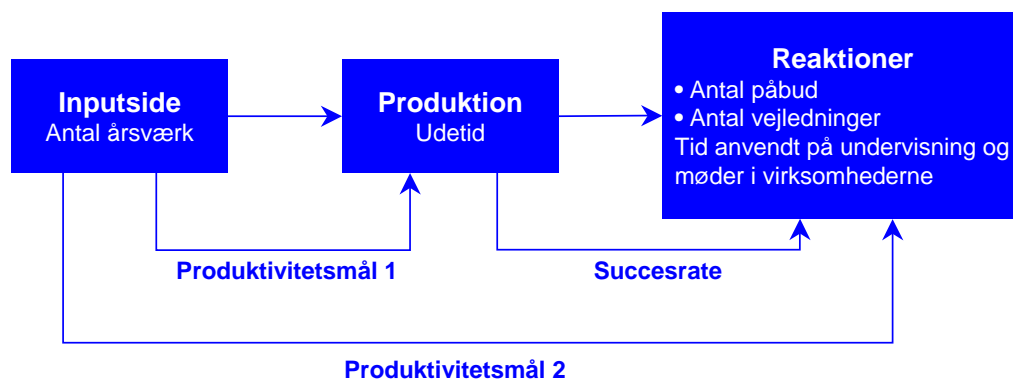 Inputside
Antal årsværk
Produktion
Udetid
Reaktioner
• Antal påbud
• Antal vejledninger
Tid anvendt på undervisning og
møder i virksomhederne
Produktivitetsmål 1
Succesrate
Produktivitetsmål 2